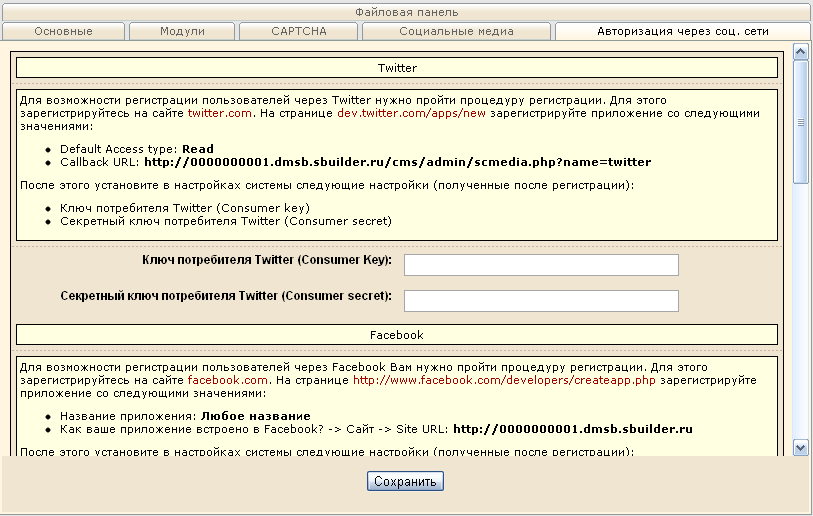 Файловая панель
Основные
Модули
CAPTCHA
Социальные медиа
Авторизация через соц. сети
Twitter
Для возможности регистрации пользователей через Twitter нужно пройти процедуру регистрации. Для этого
зарегистрируйтесь на сайте twitter.com. На странице dev.twitter.com/apps/new зарегистрируйте приложение со следующими
значениями:
Default Access type: Read
Callback URL: http://0000000001.dmsb.sbuilder.ru/cms/admin/scmedia.php?name=twitter
После этого установите в настройках системы следующие настройки (полученные после регистрации):
Ключ потребителя Twitter (Consumer key)
Секретный ключ потребителя Twitter (Consumer secret)
Ключ потребителя Twitter (Consumer Key):
Секретный ключ потребителя Twitter (Consumer secret):
Facebook
Для возможности регистрации пользователей через Facebook Вам нужно пройти процедуру регистрации. Для этого
зарегистрируйтесь на сайте facebook.com. На странице http://www.facebook.com/developers/createapp.php зарегистрируйте
приложение со следующими значениями:
Название приложения: Любое название
Как ваше приложение встроено в Facebook? -> Сайт -> Site URL: http://0000000001.dmsb.sbuilder.ru
После этого установите в настройках системы следующие настройки (полученные после регистрации):
Сохранить